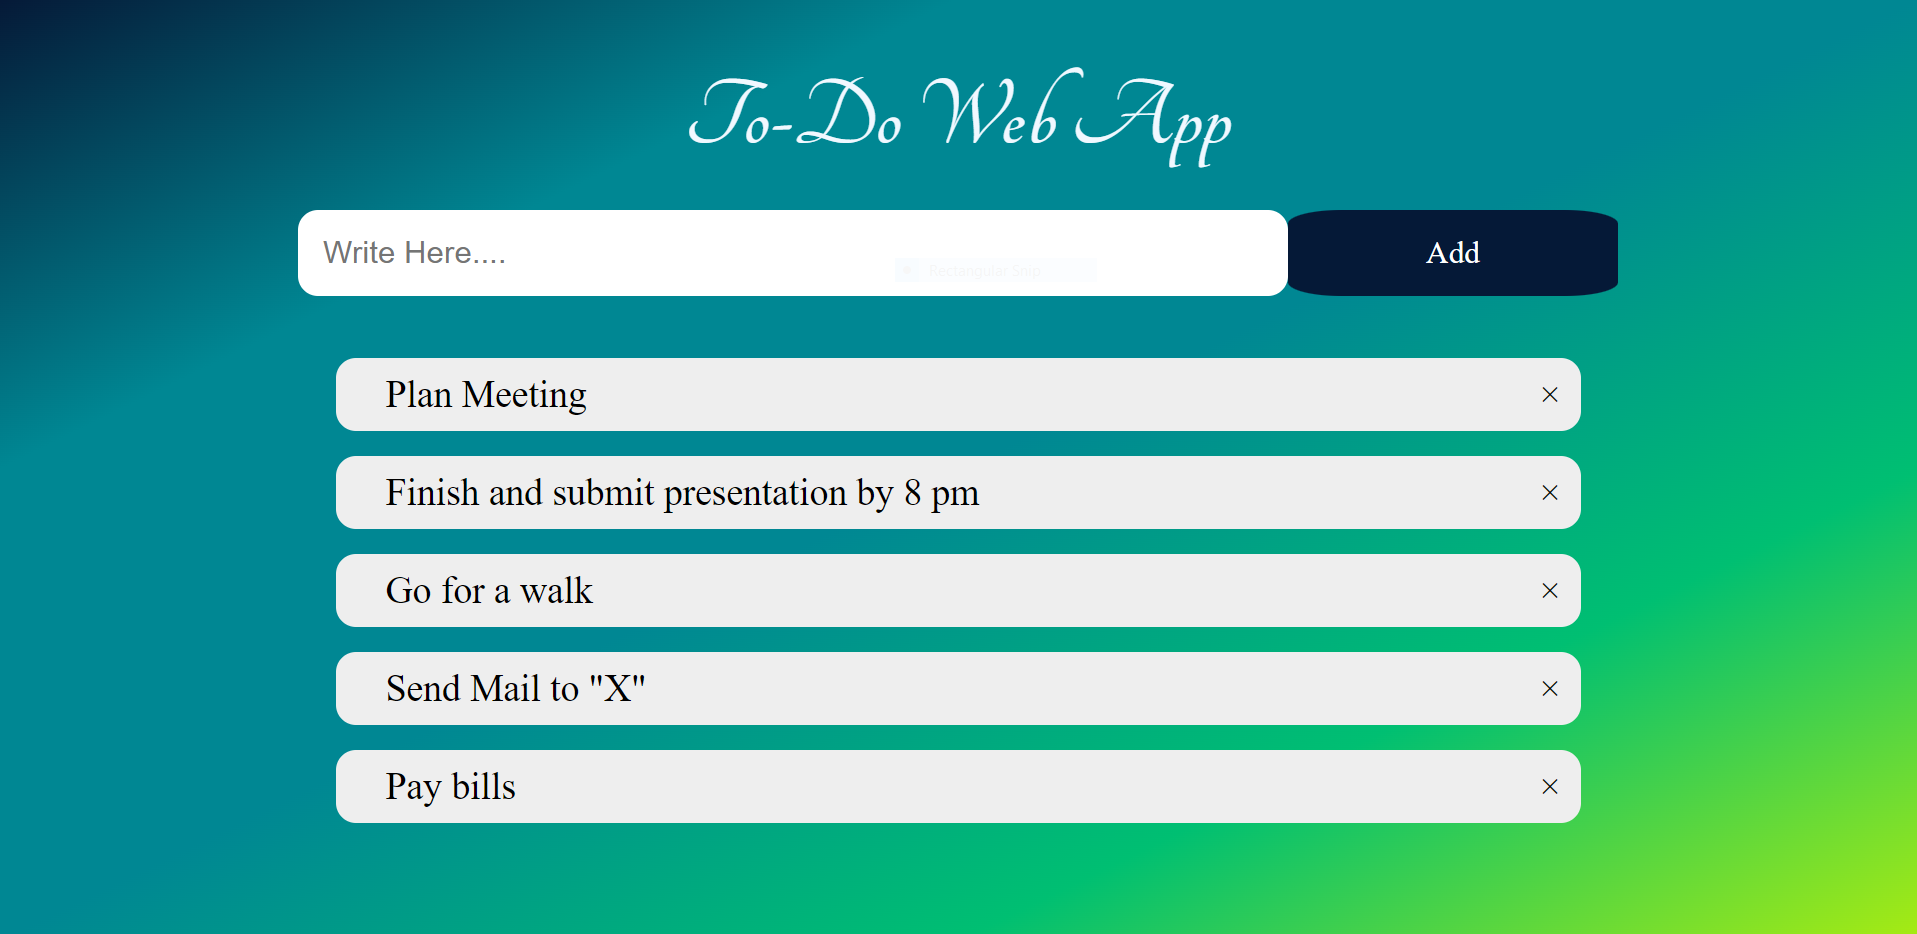 To-Do Web App
Write Here....
Rectangular Snip
Add
Plan Meeting
×
Finish and submit presentation by 8 pm
×
Go for a walk
×
Send Mail to "X"
×
Pay bills
×